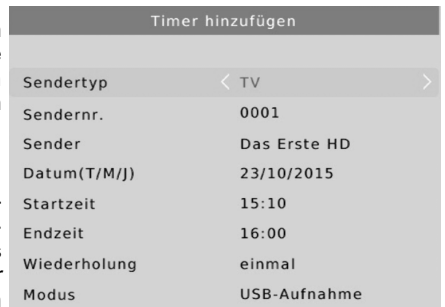 Timer hinzufügen
Sendertyp < TV >
Sendernr. 0001
Sender Das Erste HD
Datum(T/M/J) 23/10/2015
Startzeit 15:10
Endzeit 16:00
Wiederholung einmal
Modus USB-Aufnahme